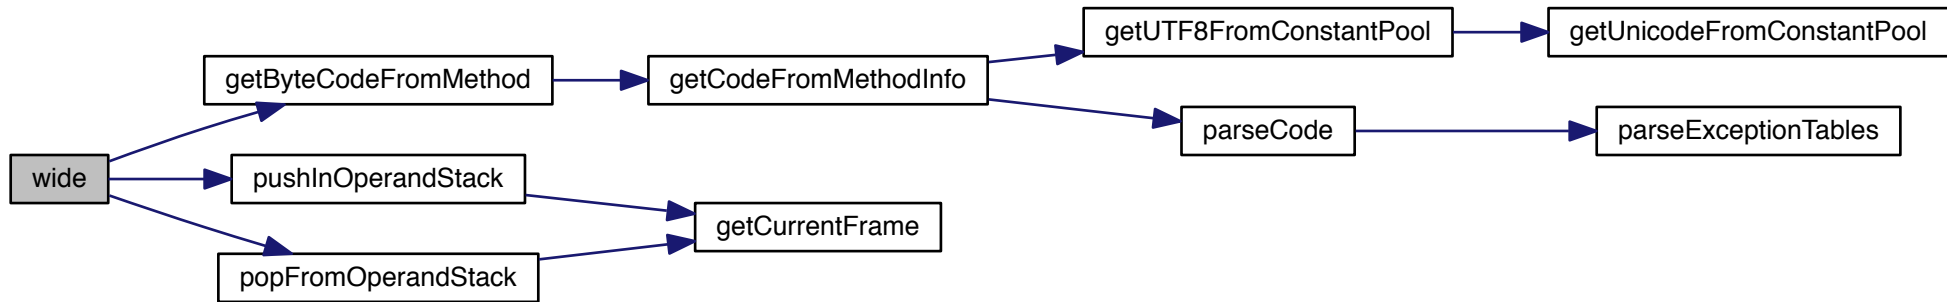 wide
getByteCodeFromMethod
getCodeFromMethodInfo
getUTF8FromConstantPool
getUnicodeFromConstantPool
parseCode
parseExceptionTables
pushInOperandStack
getCurrentFrame
popFromOperandStack